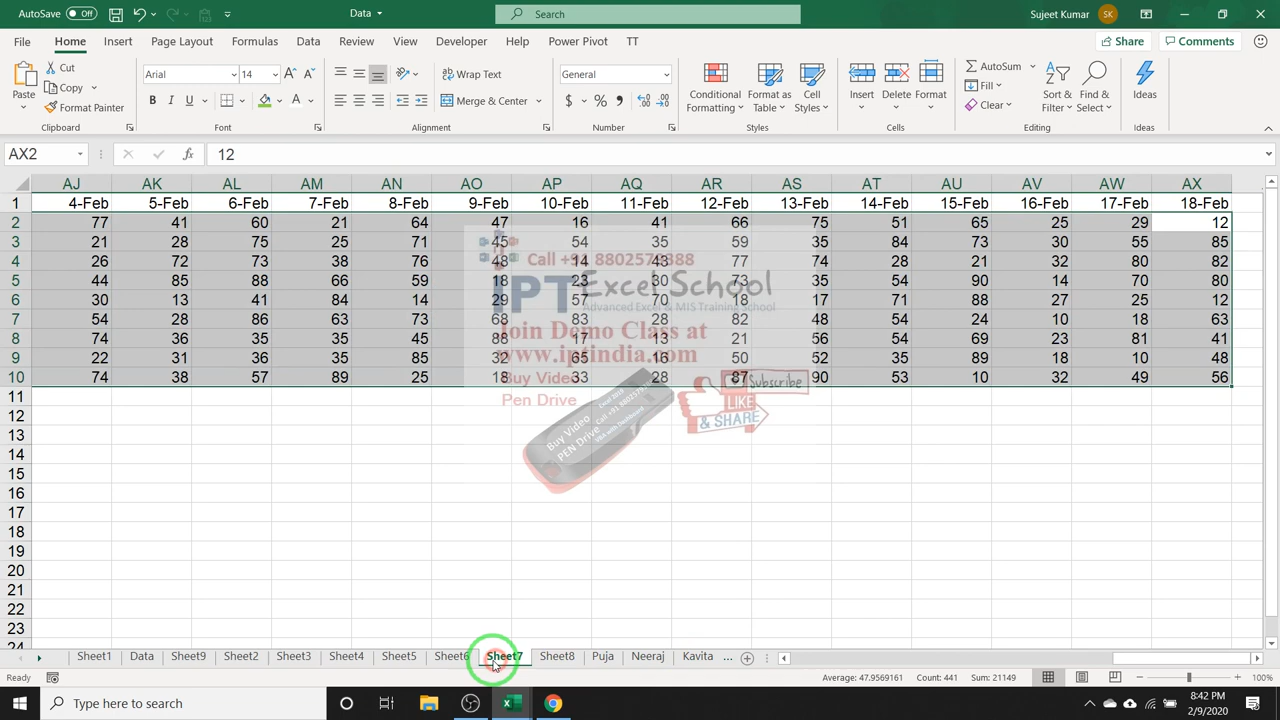 AutoSave Off Data Search Sujeet Kumar SK
File Home Insert Page Layout Formulas Data Review View Developer Help Power Pivot TT Share Comments
Cut Arial 14 Wrap Text General AutoSum
Paste Copy Merge & Center Conditional Formatting Format as Table Cell Styles Insert Delete Format Fill Clear Sort & Filter Find & Select Ideas
Format Painter
Clipboard Font Alignment Number Styles Cells Editing Ideas
AX2 fx 12
AJ AK AL AM AN AO AP AQ AR AS AT AU AV AW AX
1 4-Feb 5-Feb 6-Feb 7-Feb 8-Feb 9-Feb 10-Feb 11-Feb 12-Feb 13-Feb 14-Feb 15-Feb 16-Feb 17-Feb 18-Feb
2 77 41 60 21 64 47 16 41 66 75 51 65 25 29 12
3 21 28 75 25 71 45 54 35 59 35 84 73 30 55 85
4 26 72 73 38 76 48 14 43 77 74 28 21 32 80 82
5 44 85 88 66 59 18 23 30 73 35 54 90 14 70 80
6 30 13 41 84 14 29 57 70 18 17 71 88 27 25 12
7 54 28 86 63 73 68 83 28 82 48 54 24 10 18 63
8 74 36 35 35 45 88 17 13 21 56 54 69 23 81 41
9 22 31 36 35 85 32 65 16 50 52 35 89 18 10 48
10 74 38 57 89 25 18 33 28 87 90 53 10 32 49 56
11
12
13
14
15
16
17
18
19
20
21
22
23
24
IPT Excel School
Advanced Excel & MIS Training School
Join Demo Class at
www.iptindia.com
Buy Video
Pen Drive
Subscribe
LIKE
& SHARE
Buy Video
PEN Drive
Sheet1 Data Sheet9 Sheet2 Sheet3 Sheet4 Sheet5 Sheet6 Sheet7 Sheet8 Puja Neeraj Kavita ...
Ready Average: 47.9569161 Count: 441 Sum: 21149 100%
Type here to search 8:42 PM
2/9/2020